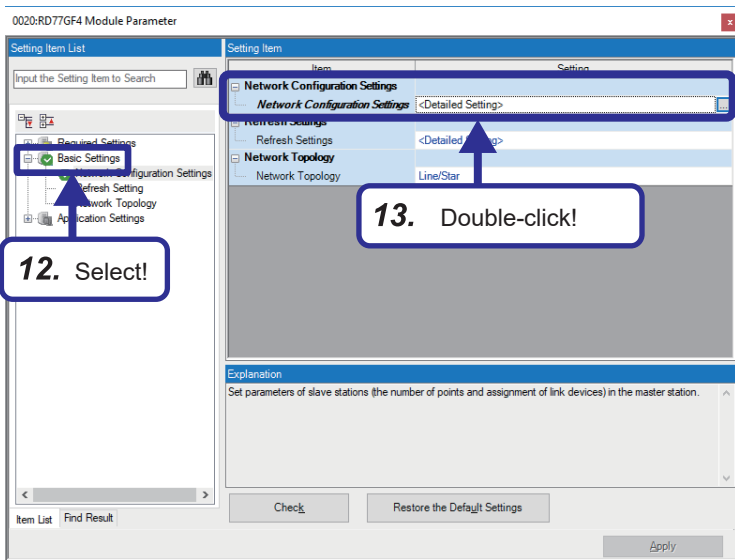 0020:RD77GF4 Module Parameter
x
Setting Item List
Input the Setting Item to Search
Required Settings
Basic Settings
Network Configuration Settings
Refresh Setting
Network Topology
Application Settings
12. Select!
Item List
Find Result
Setting Item
Item Setting
Network Configuration Settings
Network Configuration Settings <Detailed Setting> ...
Refresh Settings
Refresh Settings <Detailed
Network Topology
Network Topology Line/Star
13. Double-click!
Explanation
Set parameters of slave stations (the number of points and assignment of link devices) in the master station.
Check
Restore the Default Settings
Apply